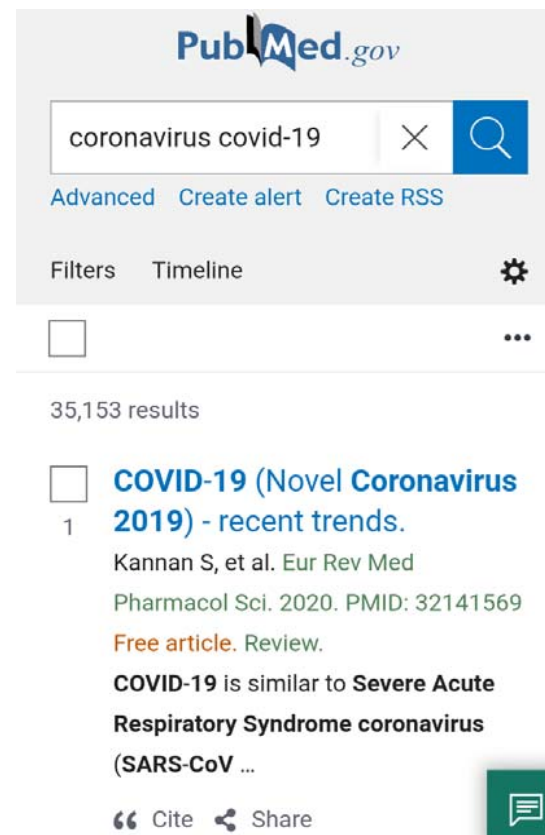 PubMed.gov
coronavirus covid-19
Advanced Create alert Create RSS
Filters Timeline
35,153 results
COVID-19 (Novel Coronavirus
1 2019) - recent trends.
Kannan S, et al. Eur Rev Med
Pharmacol Sci. 2020. PMID: 32141569
Free article. Review.
COVID-19 is similar to Severe Acute
Respiratory Syndrome coronavirus
(SARS-CoV ...
Cite Share